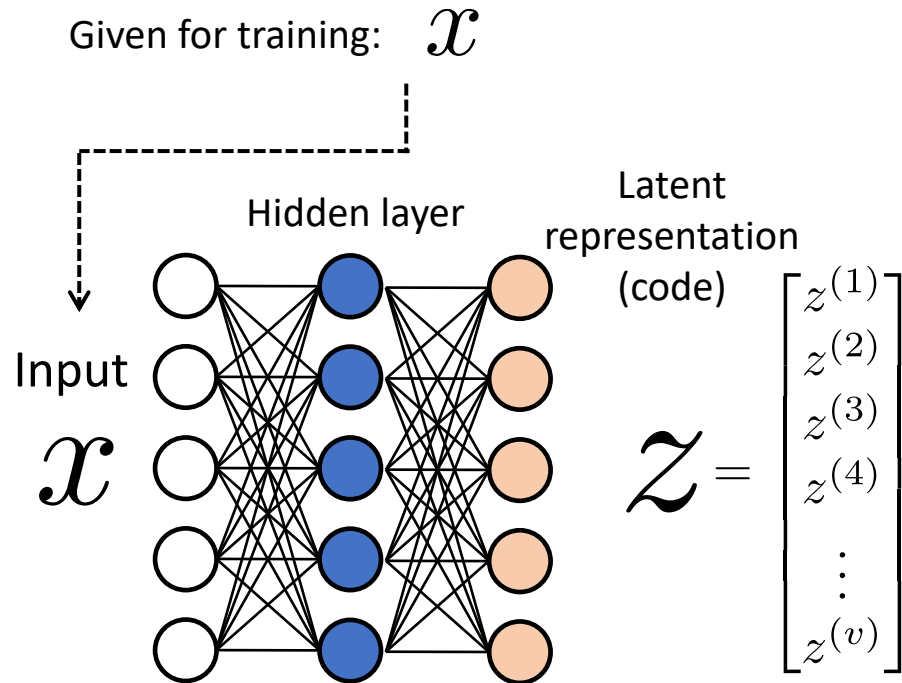 Given for training: x
Hidden layer
Latent
representation
(code)
Input
x
z = 
z^{(1)}
z^{(2)}
z^{(3)}
z^{(4)}
⋮
z^{(v)}